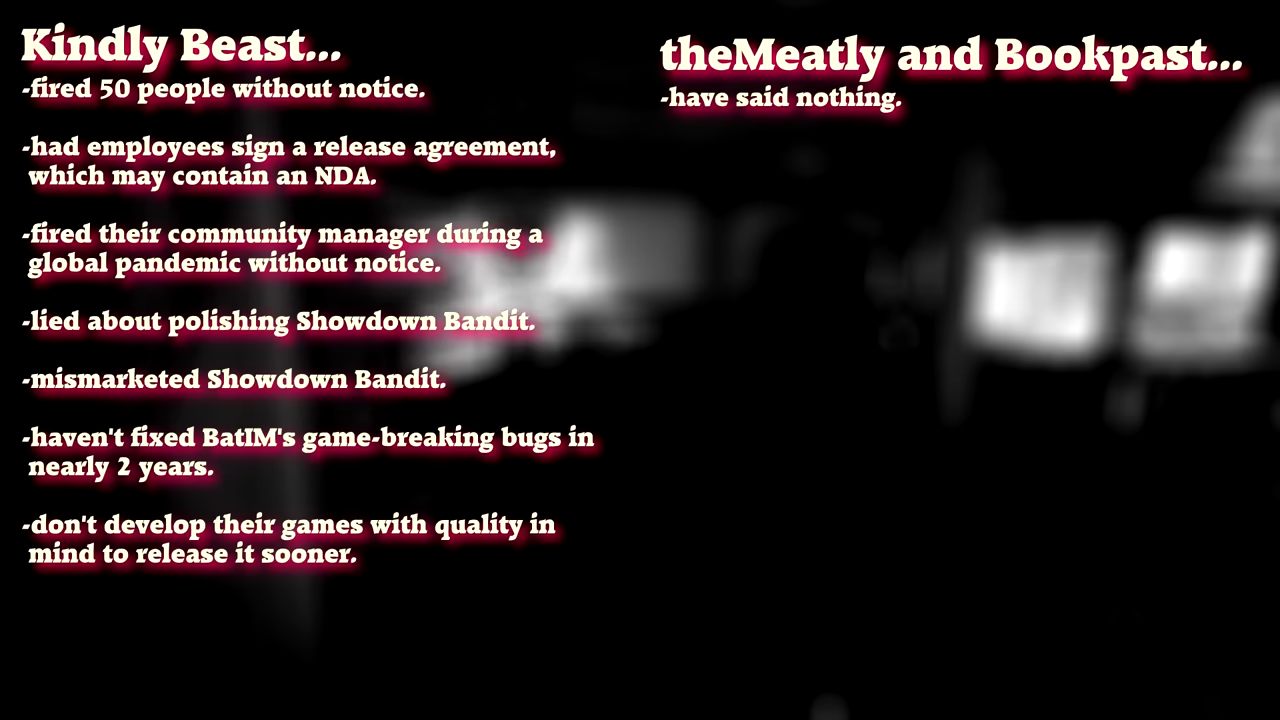 Kindly Beast...
-fired 50 people without notice.
-had employees sign a release agreement,
which may contain an NDA.
-fired their community manager during a
global pandemic without notice.
-lied about polishing Showdown Bandit.
-mismarketed Showdown Bandit.
-haven't fixed BatIM's game-breaking bugs in
nearly 2 years.
-don't develop their games with quality in
mind to release it sooner.
theMeatly and Bookpast...
-have said nothing.